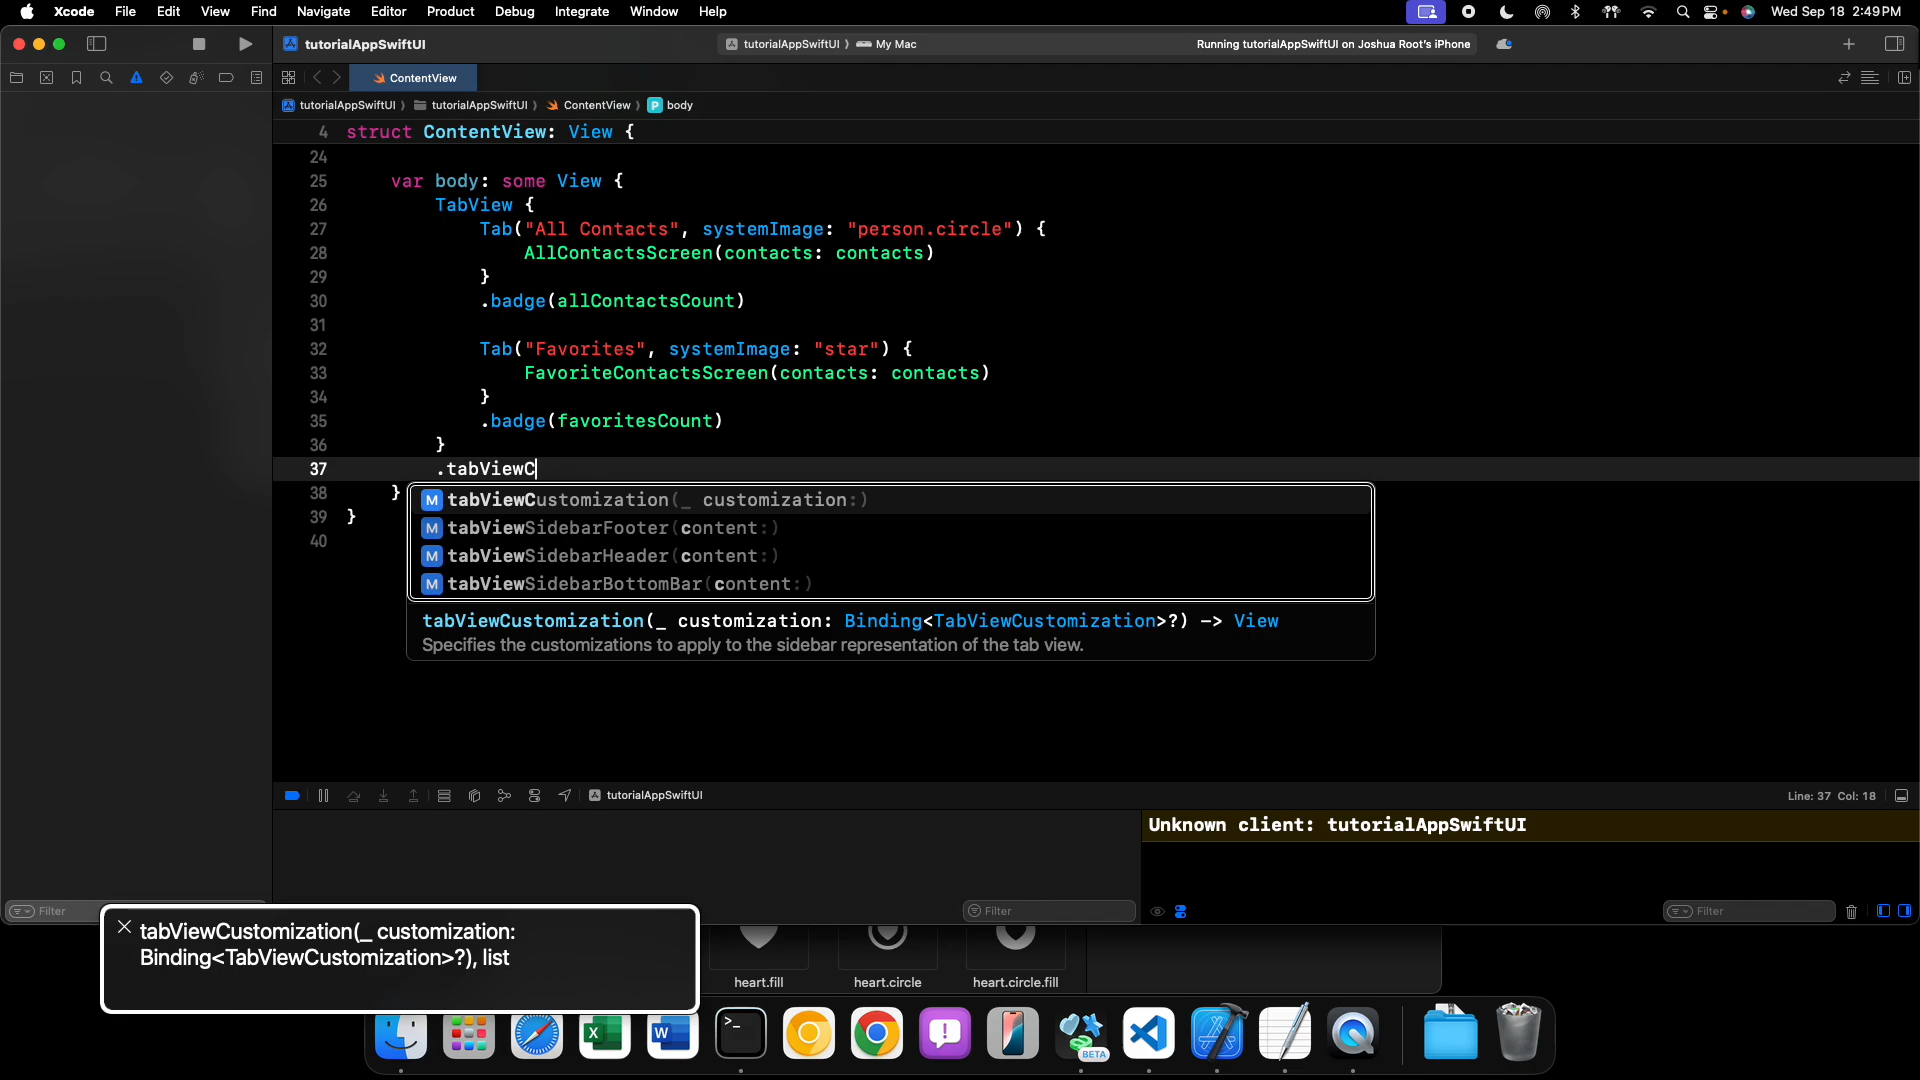 Xcode File Edit View Find Navigate Editor Product Debug Integrate Window Help Wed Sep 18 2:49 PM
tutorialAppSwiftUI tutorialAppSwiftUI 〉 My Mac Running tutorialAppSwiftUI on Joshua Root's iPhone
ContentView
tutorialAppSwiftUI 〉 tutorialAppSwiftUI 〉 ContentView 〉 P body
4 struct ContentView: View {
24
25 var body: some View {
26 TabView {
27 Tab("All Contacts", systemImage: "person.circle") {
28 AllContactsScreen(contacts: contacts)
29 }
30 .badge(allContactsCount)
31
32 Tab("Favorites", systemImage: "star") {
33 FavoriteContactsScreen(contacts: contacts)
34 }
35 .badge(favoritesCount)
36 }
37 .tabViewC
38 }
39 }
40
M tabViewCustomization(_ customization:)
M tabViewSidebarFooter(content:)
M tabViewSidebarHeader(content:)
M tabViewSidebarBottomBar(content:)
tabViewCustomization(_ customization: Binding<TabViewCustomization>?) -> View
Specifies the customizations to apply to the sidebar representation of the tab view.
tutorialAppSwiftUI Line: 37 Col: 18
Unknown client: tutorialAppSwiftUI
Filter Filter Filter
tabViewCustomization(_ customization:
Binding<TabViewCustomization>?), list
heart.fill heart.circle heart.circle.fill
BETA